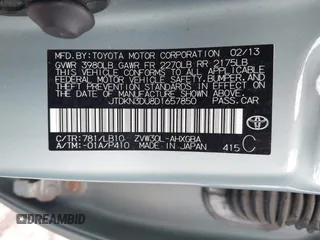 MFD. BY: TOYOTA MOTOR CORPORATION 02/13
GVWR 3980LB GAWR FR 2270LB RR 2175LB
THIS VEHICLE CONFORMS TO ALL APPLICABLE
FEDERAL MOTOR VEHICLE SAFETY, BUMPER, AND
THEFT PREVENTION STANDARDS IN EFFECT ON
THE DATE OF MANUFACTURE SHOWN ABOVE.
JTDKN3DU8D1657850 PASS.CAR
C/TR: 781/LB10 ZVW30L-AHXGBA
A/TM: -01A/P410 MADE IN JAPAN 415 C
TOYOTA
DREAMBID